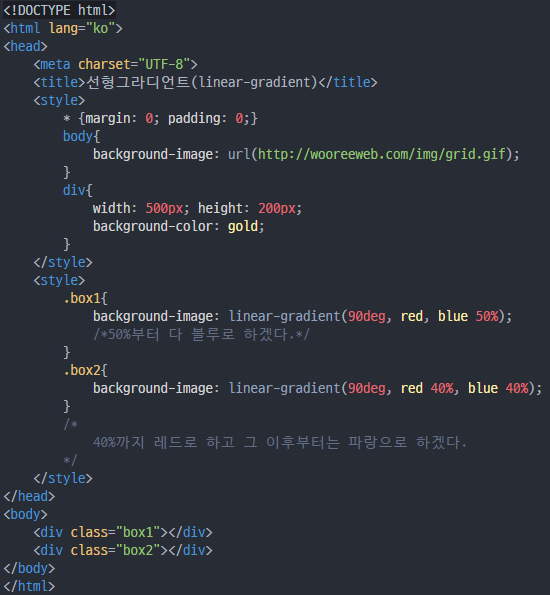 <!DOCTYPE html>
<html lang="ko">
<head>
    <meta charset="UTF-8">
    <title>선형그라디언트(linear-gradient)</title>
    <style>
        * {margin: 0; padding: 0;}
        body{
            background-image: url(http://wooreeweb.com/img/grid.gif);
        }
        div{
            width: 500px; height: 200px;
            background-color: gold;
        }
    </style>
    <style>
        .box1{
            background-image: linear-gradient(90deg, red, blue 50%);
            /*50%부터 다 블루로 하겠다.*/
        }
        .box2{
            background-image: linear-gradient(90deg, red 40%, blue 40%);
        }
        /*
            40%까지 레드로 하고 그 이후부터는 파랑으로 하겠다.
        */
    </style>
</head>
<body>
    <div class="box1"></div>
    <div class="box2"></div>
</body>
</html>